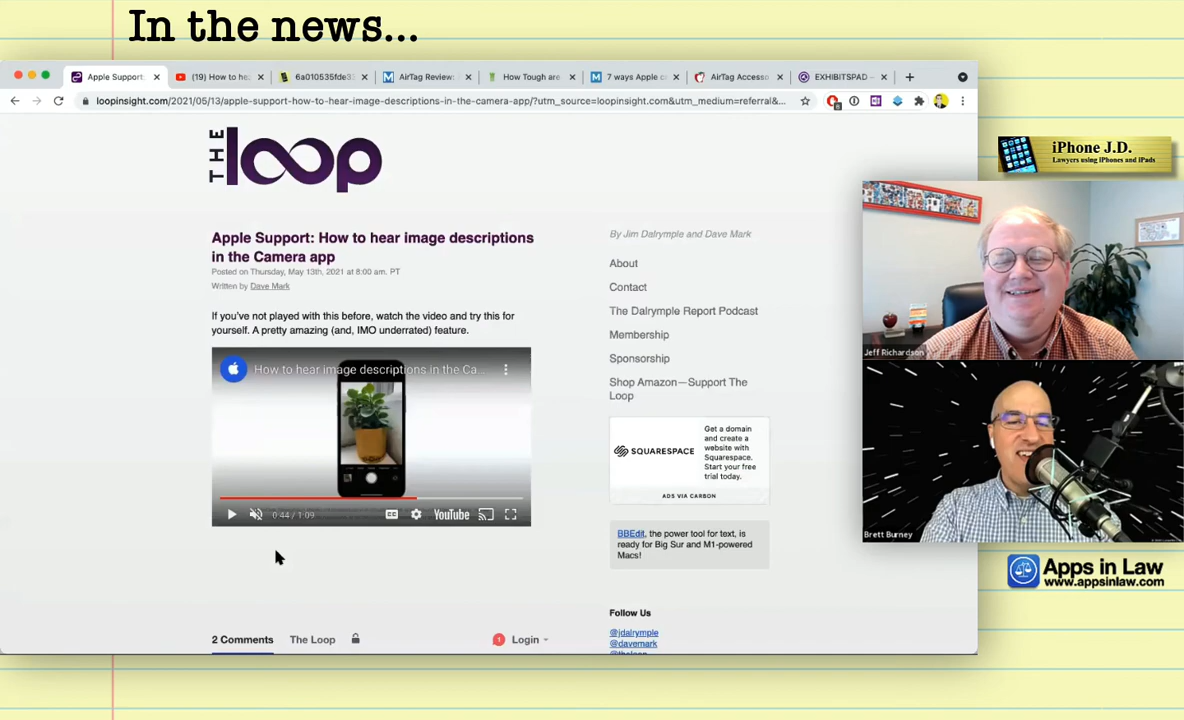 In the news...
Apple Support:
(19) How to he
6a010535fde3
AirTag Review:
How Tough are
7 ways Apple c
AirTag Accesso
EXHIBITSPAD –
loopinsight.com/2021/05/13/apple-support-how-to-hear-image-descriptions-in-the-camera-app/?utm_source=loopinsight.com&utm_medium=referral&...
THE loop
iPhone J.D.
Lawyers using iPhones and iPads
Apple Support: How to hear image descriptions
in the Camera app
Posted on Thursday, May 13th, 2021 at 8:00 am. PT
Written by Dave Mark
If you've not played with this before, watch the video and try this for
yourself. A pretty amazing (and, IMO underrated) feature.
How to hear image descriptions in the Ca...
0:44 / 1:09
CC
YouTube
2 Comments
The Loop
1
Login
By Jim Dalrymple and Dave Mark
About
Contact
The Dalrymple Report Podcast
Membership
Sponsorship
Shop Amazon—Support The
Loop
SQUARESPACE
Get a domain
and create a
website with
Squarespace.
Start your free
trial today.
ADS VIA CARBON
BBEdit, the power tool for text, is
ready for Big Sur and M1-powered
Macs!
Follow Us
@jdalrymple
@davemark
Jeff Richardson
Brett Burney
Apps in Law
www.appsinlaw.com